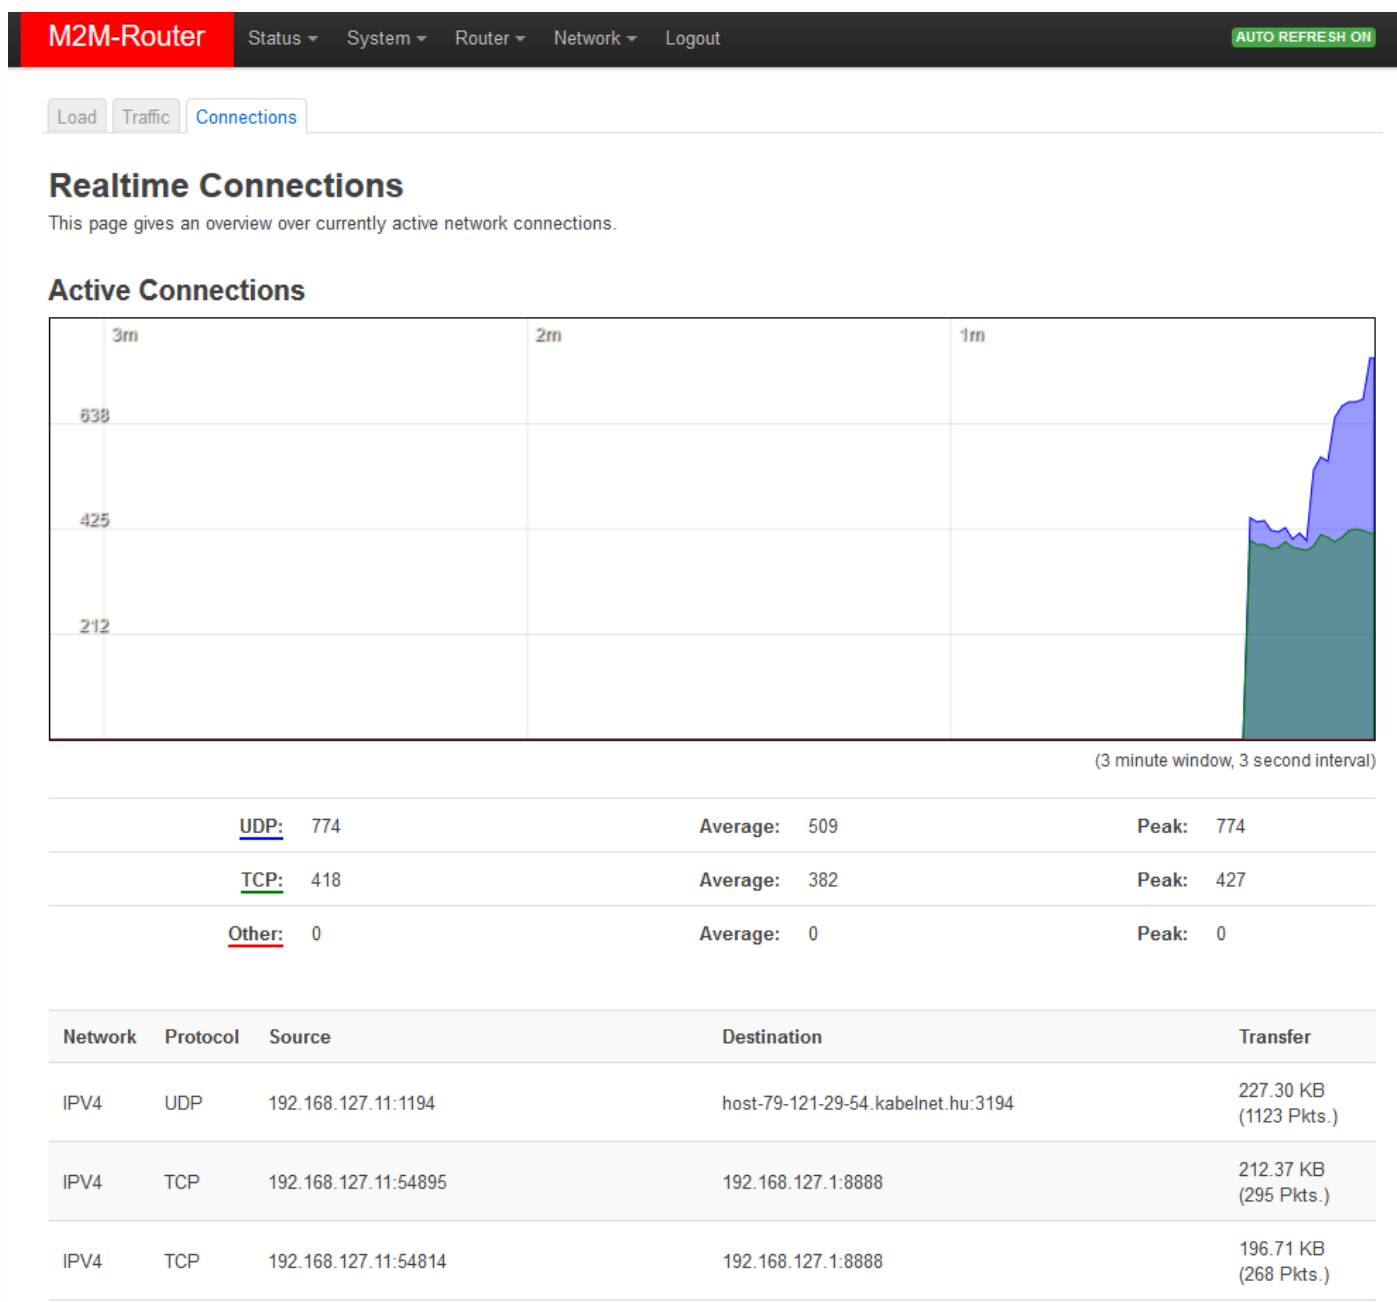 M2M-Router Status System Router Network Logout AUTO REFRESH ON
Load Traffic Connections
Realtime Connections
This page gives an overview over currently active network connections.
Active Connections
3m 2m 1m
638
425
212
(3 minute window, 3 second interval)
UDP: 774 Average: 509 Peak: 774
TCP: 418 Average: 382 Peak: 427
Other: 0 Average: 0 Peak: 0
Network Protocol Source Destination Transfer
IPV4 UDP 192.168.127.11:1194 host-79-121-29-54.kabelnet.hu:3194 227.30 KB
(1123 Pkts.)
IPV4 TCP 192.168.127.11:54895 192.168.127.1:8888 212.37 KB
(295 Pkts.)
IPV4 TCP 192.168.127.11:54814 192.168.127.1:8888 196.71 KB
(268 Pkts.)